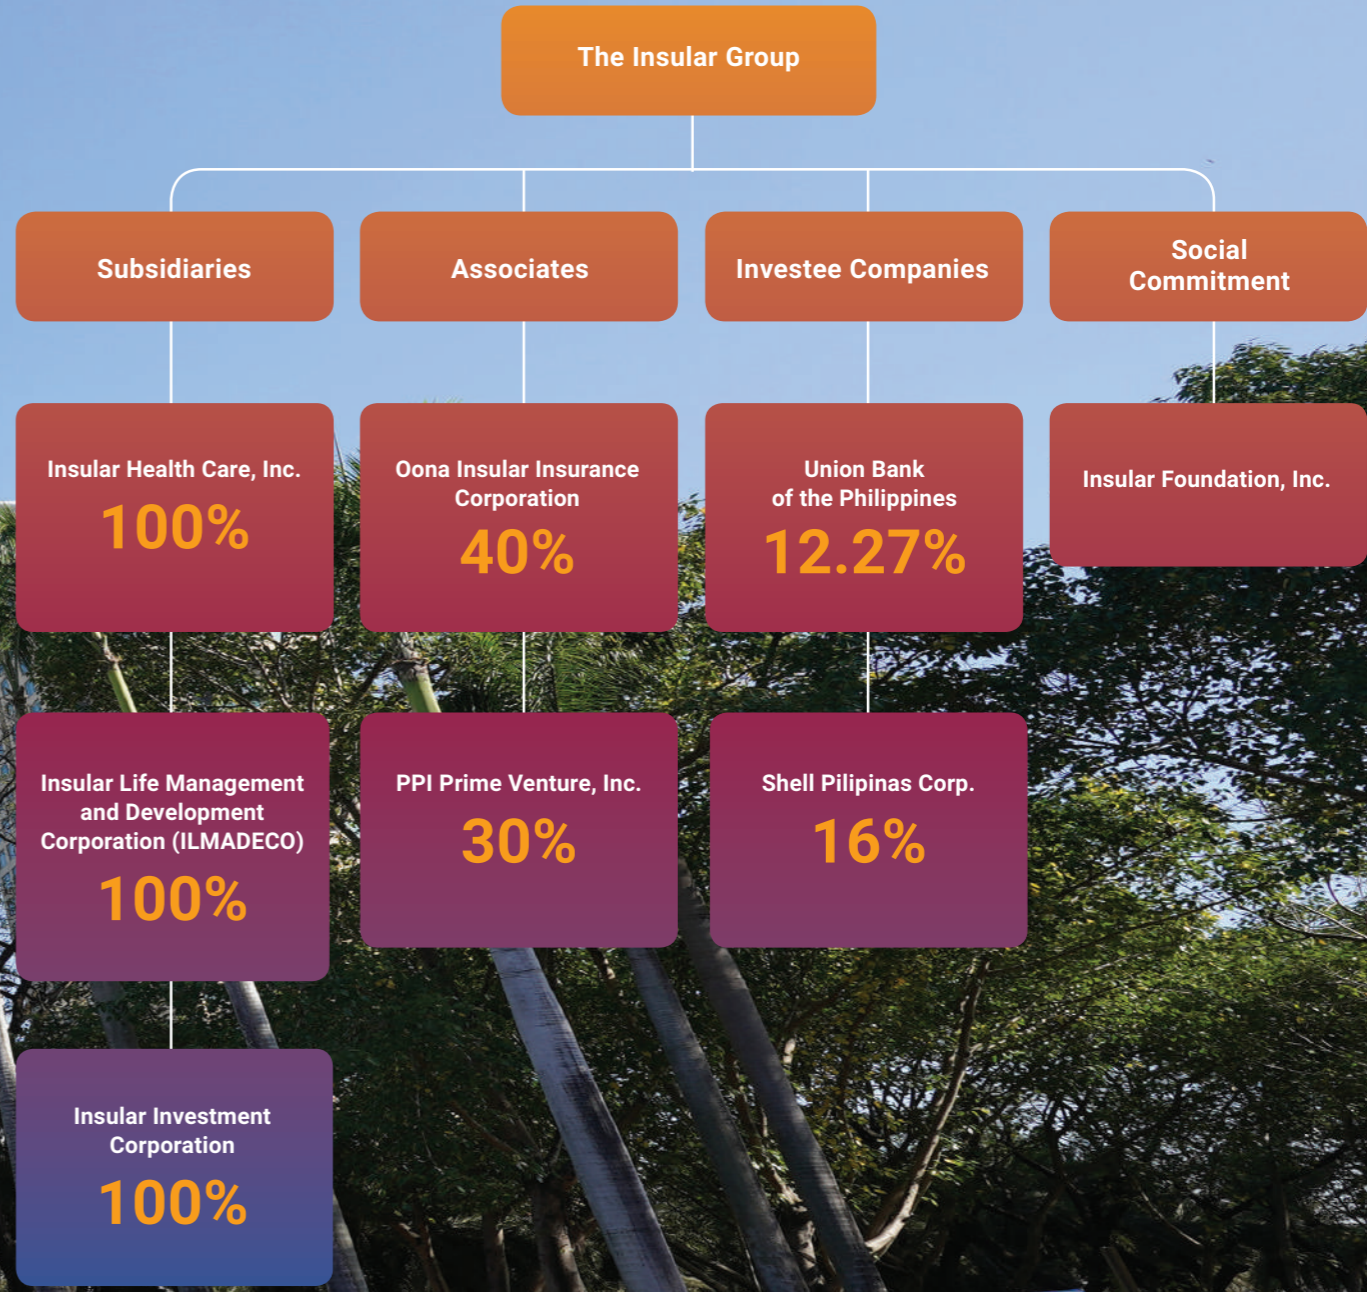 The Insular Group
Subsidiaries
Associates
Investee Companies
Social
Commitment
Insular Health Care, Inc.
100%
Oona Insular Insurance
Corporation
40%
Union Bank
of the Philippines
12.27%
Insular Foundation, Inc.
Insular Life Management
and Development
Corporation (ILMADECO)
100%
PPI Prime Venture, Inc.
30%
Shell Pilipinas Corp.
16%
Insular Investment
Corporation
100%